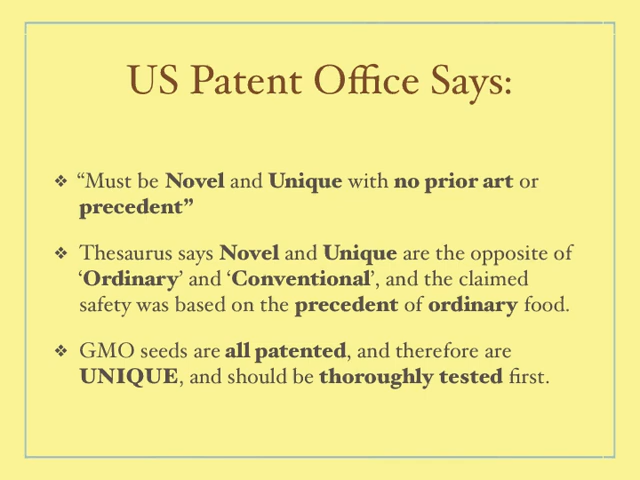 US Patent Office Says:
❖ “Must be Novel and Unique with no prior art or
precedent”
❖ Thesaurus says Novel and Unique are the opposite of
‘Ordinary’ and ‘Conventional’, and the claimed
safety was based on the precedent of ordinary food.
❖ GMO seeds are all patented, and therefore are
UNIQUE, and should be thoroughly tested first.